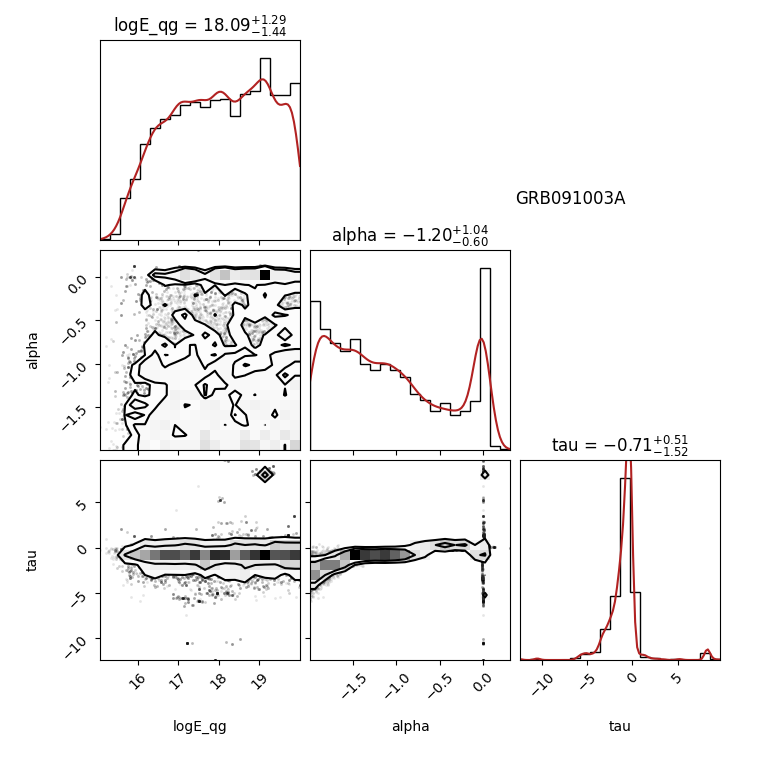 logE_qg = 18.09+1.29−1.44
GRB091003A
alpha = −1.20+1.04−0.60
0.0
−0.5
−1.0
−1.5
alpha
tau = −0.71+0.51−1.52
5
0
−5
−10
tau
16 17 18 19
−1.5 −1.0 −0.5 0.0
−10 −5 0 5
logE_qg alpha tau